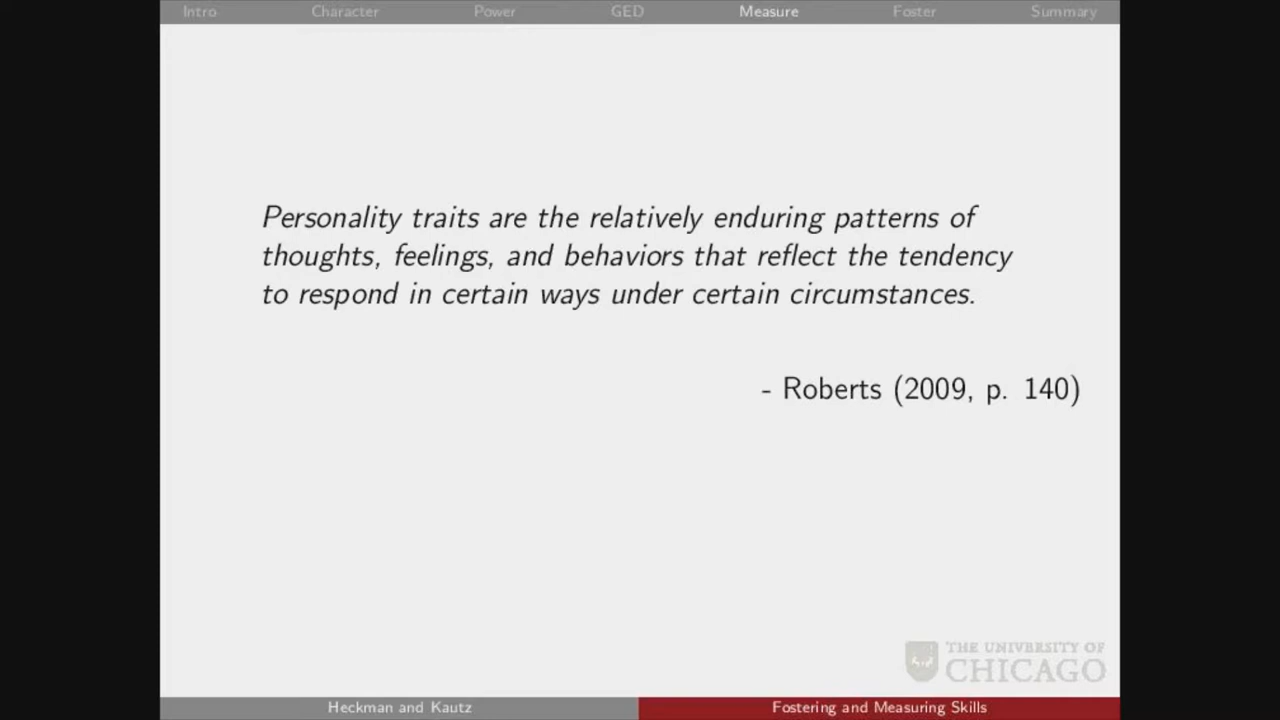 Intro Character Power GED Measure Foster Summary
Personality traits are the relatively enduring patterns of
thoughts, feelings, and behaviors that reflect the tendency
to respond in certain ways under certain circumstances.
- Roberts (2009, p. 140)
THE UNIVERSITY OF
CHICAGO
Heckman and Kautz Fostering and Measuring Skills